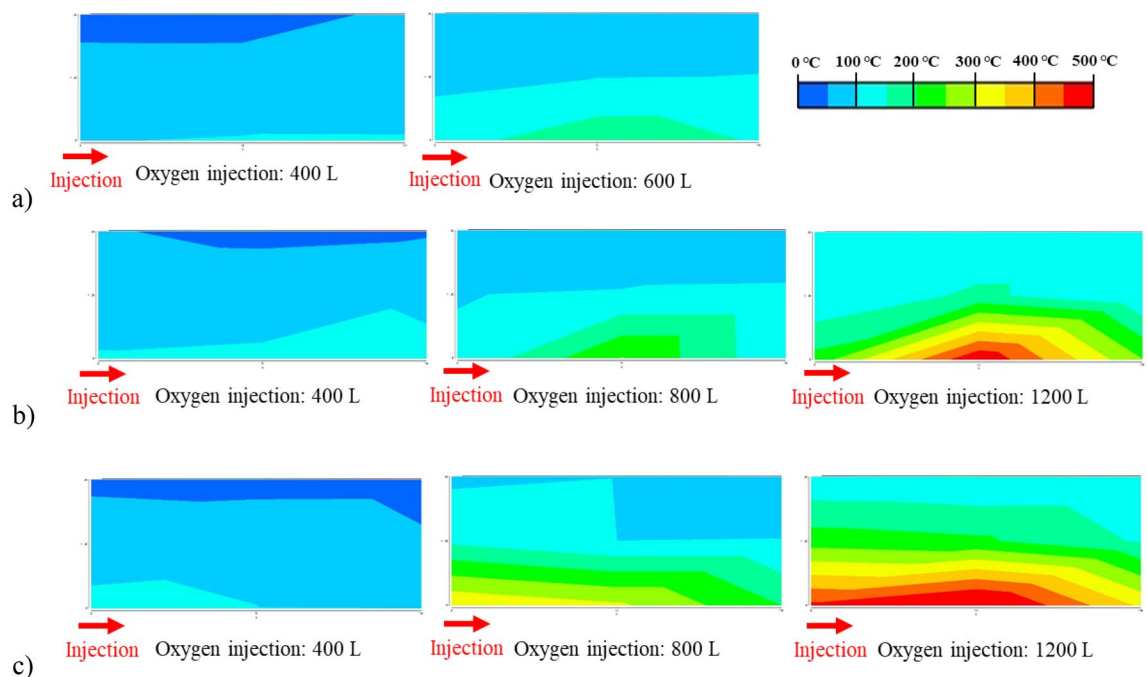 0 °C 100 °C 200 °C 300 °C 400 °C 500 °C
Injection Oxygen injection: 400 L
Injection Oxygen injection: 600 L
a)
Injection Oxygen injection: 400 L
Injection Oxygen injection: 800 L
Injection Oxygen injection: 1200 L
b)
Injection Oxygen injection: 400 L
Injection Oxygen injection: 800 L
Injection Oxygen injection: 1200 L
c)